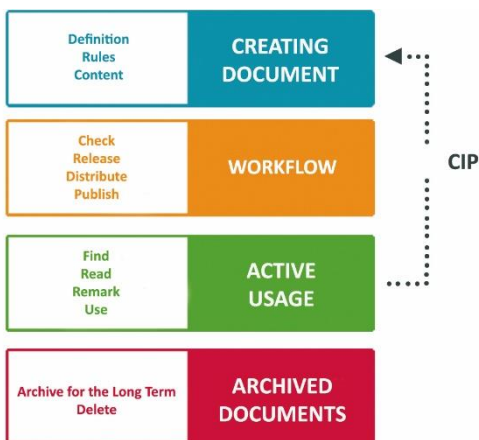 Definition
Rules
Content
CREATING
DOCUMENT
Check
Release
Distribute
Publish
WORKFLOW
CIP
Find
Read
Remark
Use
ACTIVE
USAGE
Archive for the Long Term
Delete
ARCHIVED
DOCUMENTS